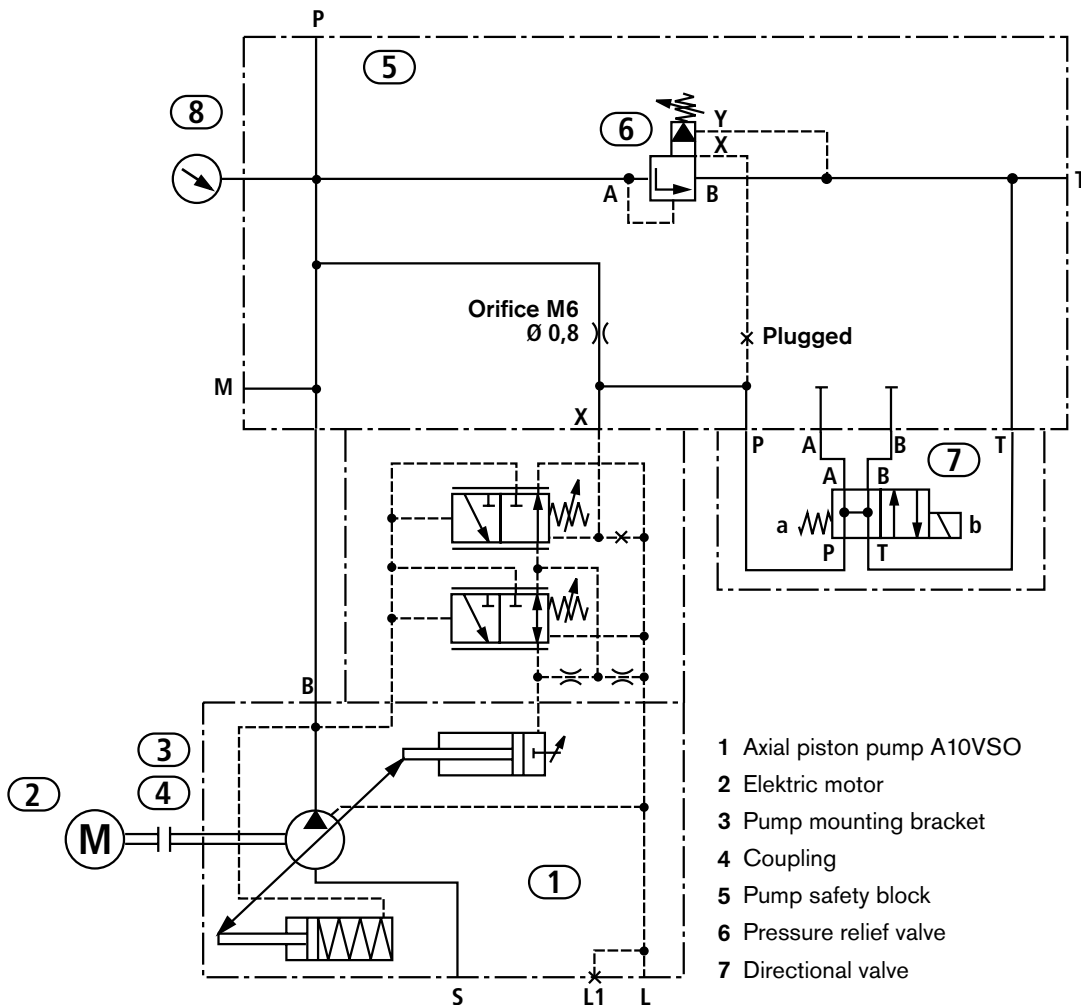 P
5
8
6
Y
X
A
B
T
Orifice M6
Ø 0,8
Plugged
M
X
P
A
B
T
7
A
B
a
b
P
T
B
3
4
2
M
1
S
L1
L
1 Axial piston pump A10VSO
2 Elektric motor
3 Pump mounting bracket
4 Coupling
5 Pump safety block
6 Pressure relief valve
7 Directional valve